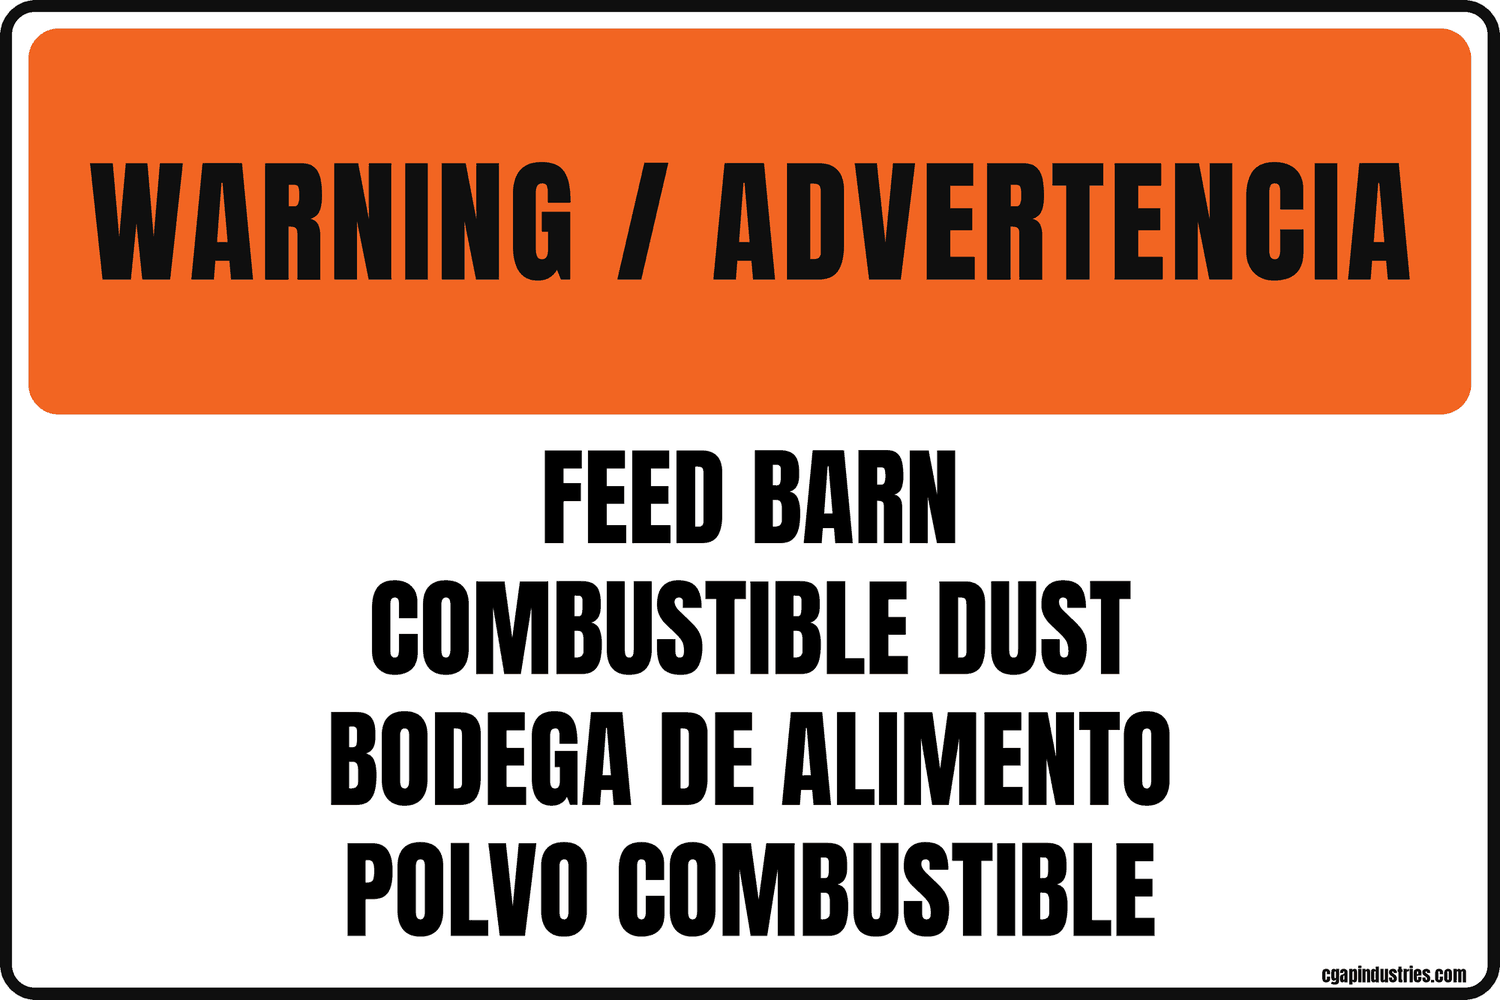 WARNING / ADVERTENCIA
FEED BARN
COMBUSTIBLE DUST
BODEGA DE ALIMENTO
POLVO COMBUSTIBLE
cgapindustries.com